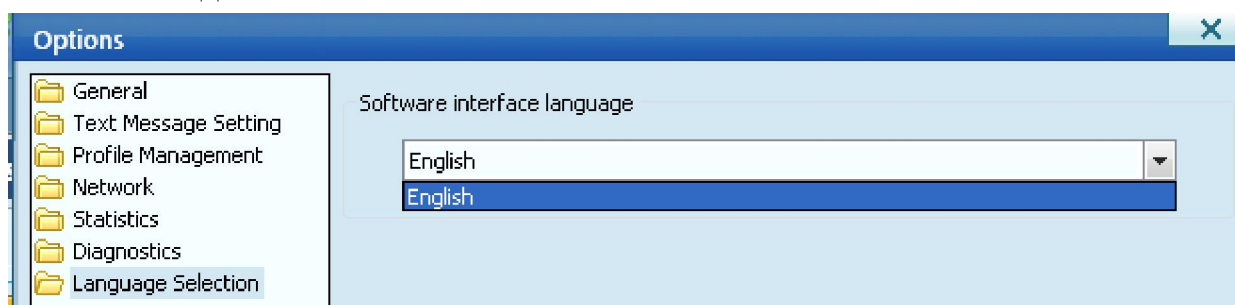 Options
General
Text Message Setting
Profile Management
Network
Statistics
Diagnostics
Language Selection
Software interface language
English
English